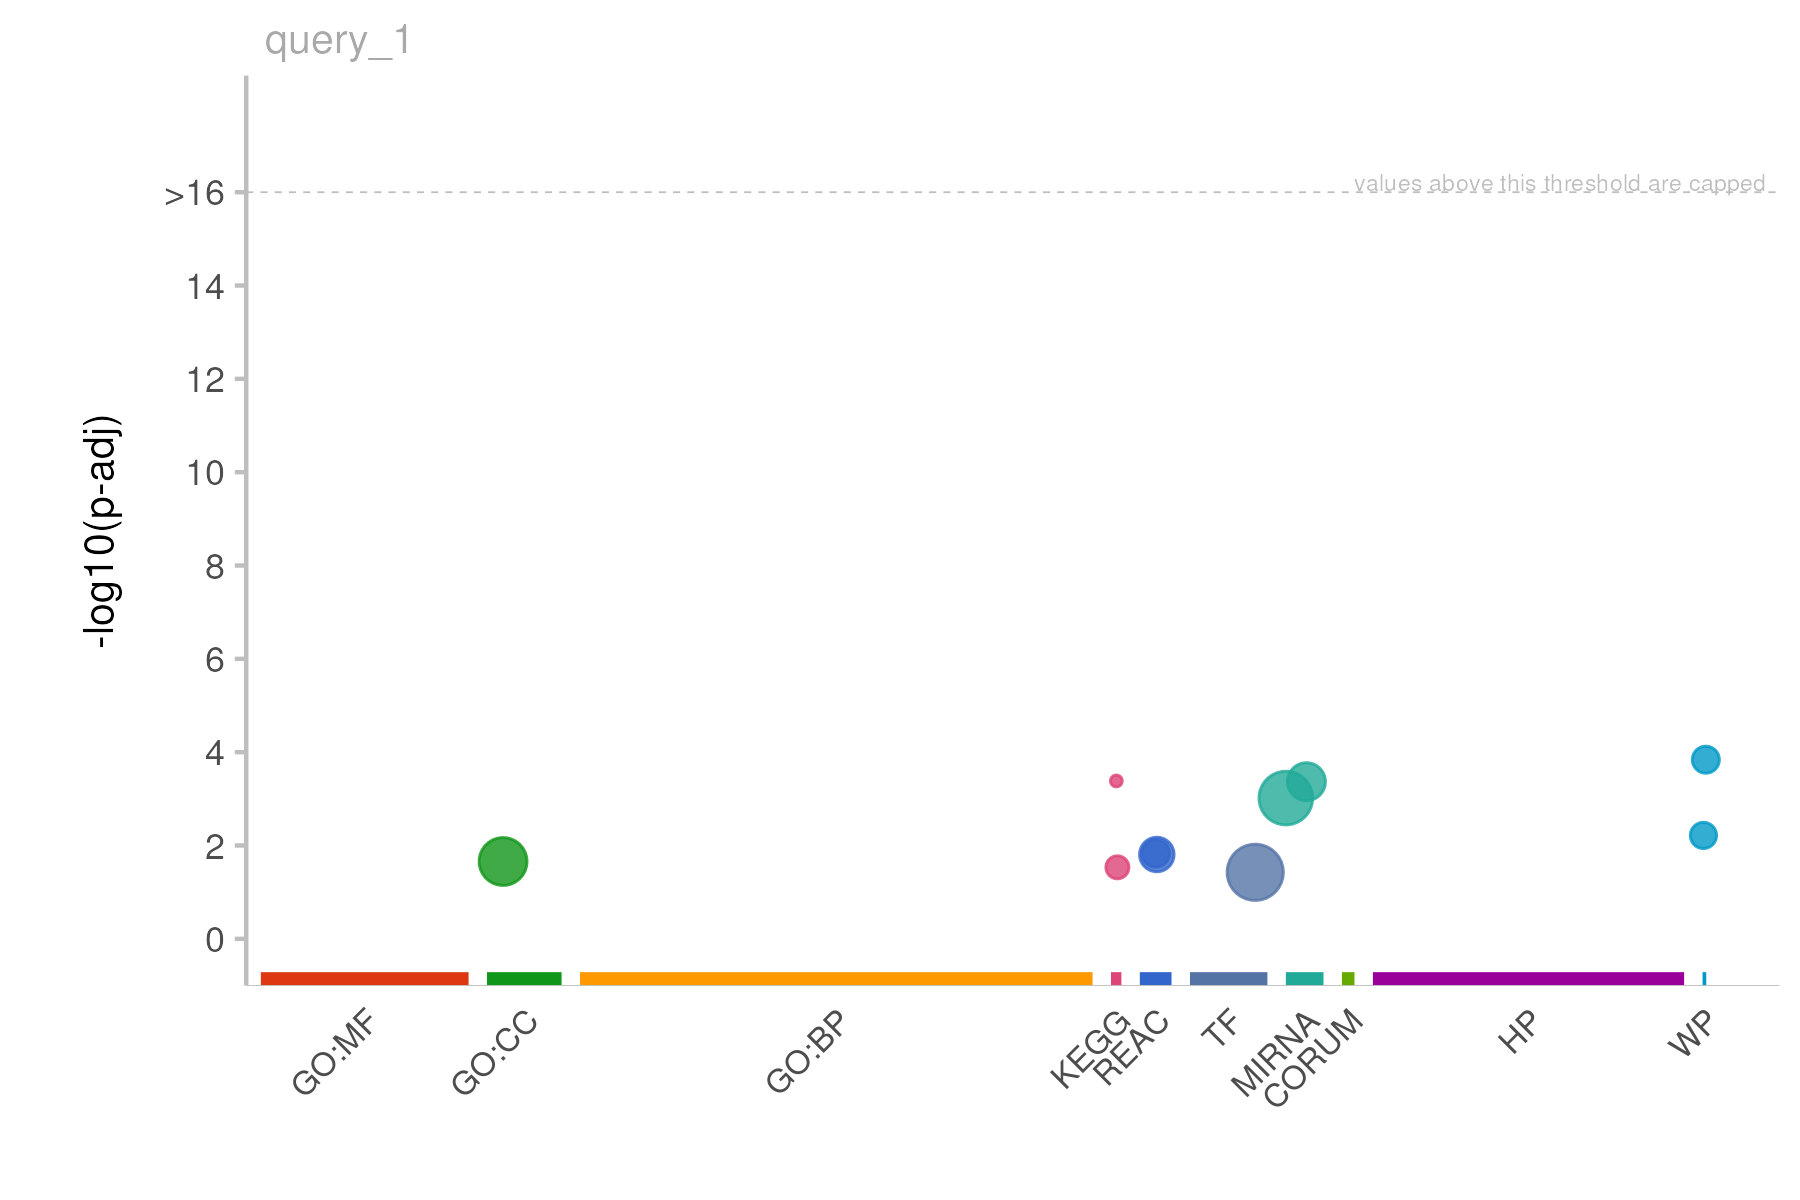 query_1
values above this threshold are capped
>16
14
12
10
8
6
4
2
0
-log10(p-adj)
GO:MF
GO:CC
GO:BP
KEGG
REAC
TF
MIRNA
CORUM
HP
WP